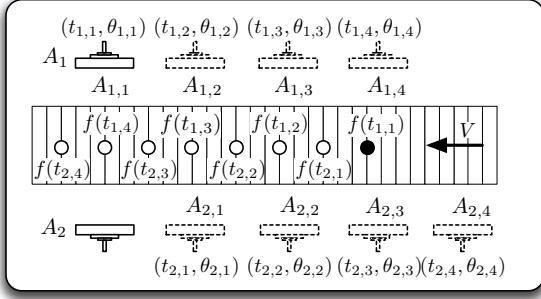 (t_{1,1}, θ_{1,1}) (t_{1,2}, θ_{1,2}) (t_{1,3}, θ_{1,3}) (t_{1,4}, θ_{1,4})
A_1
A_{1,1} A_{1,2} A_{1,3} A_{1,4}
f(t_{1,4}) f(t_{1,3}) f(t_{1,2}) f(t_{1,1}) V
f(t_{2,4}) f(t_{2,3}) f(t_{2,2}) f(t_{2,1})
A_{2,1} A_{2,2} A_{2,3} A_{2,4}
A_2
(t_{2,1}, θ_{2,1}) (t_{2,2}, θ_{2,2}) (t_{2,3}, θ_{2,3}) (t_{2,4}, θ_{2,4})